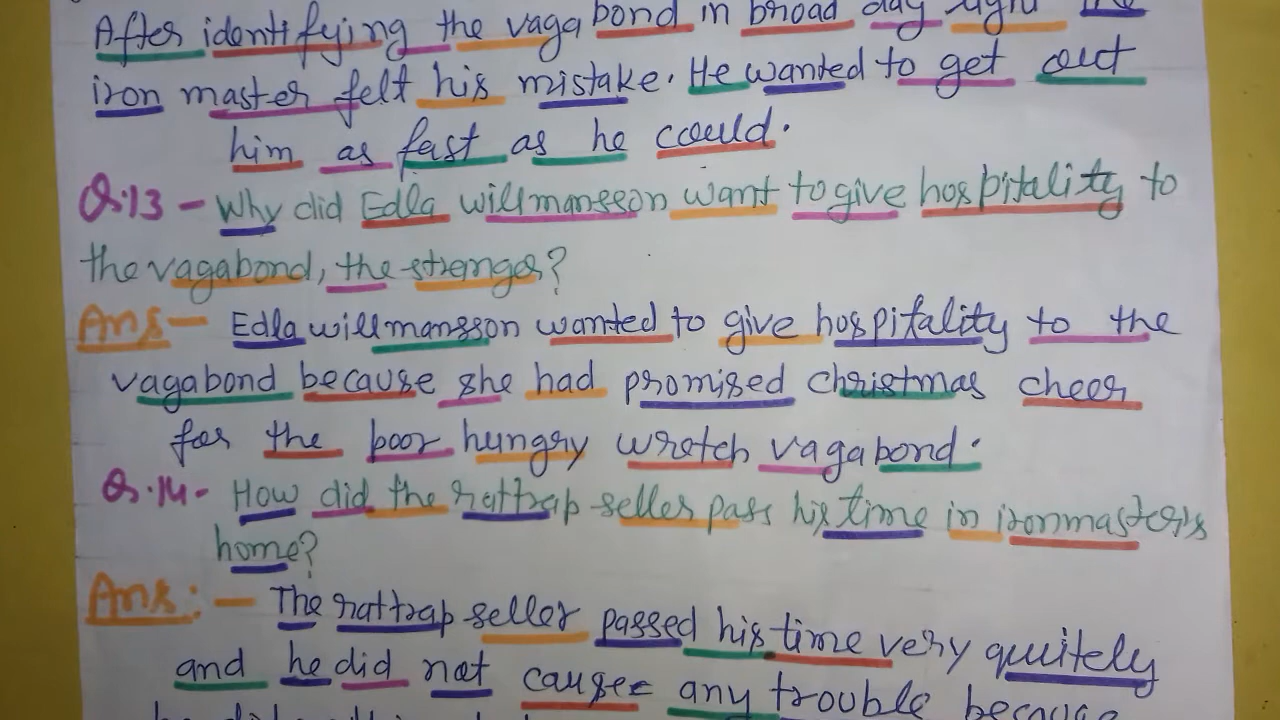 After identifying the vagabond in broad day light the
iron master felt his mistake. He wanted to get out
him as fast as he could.
Q.13 - Why did Edla willmansson want to give hospitality to
the vagabond, the stranger?
Ans - Edla willmansson wanted to give hospitality to the
vagabond because she had promised Christmas cheer
for the poor hungry wretch vagabond.
Q.14- How did the rattrap seller pass his time in ironmaster's
home?
Ans: - The rattrap seller passed his time very quitely
and he did not cause any trouble because